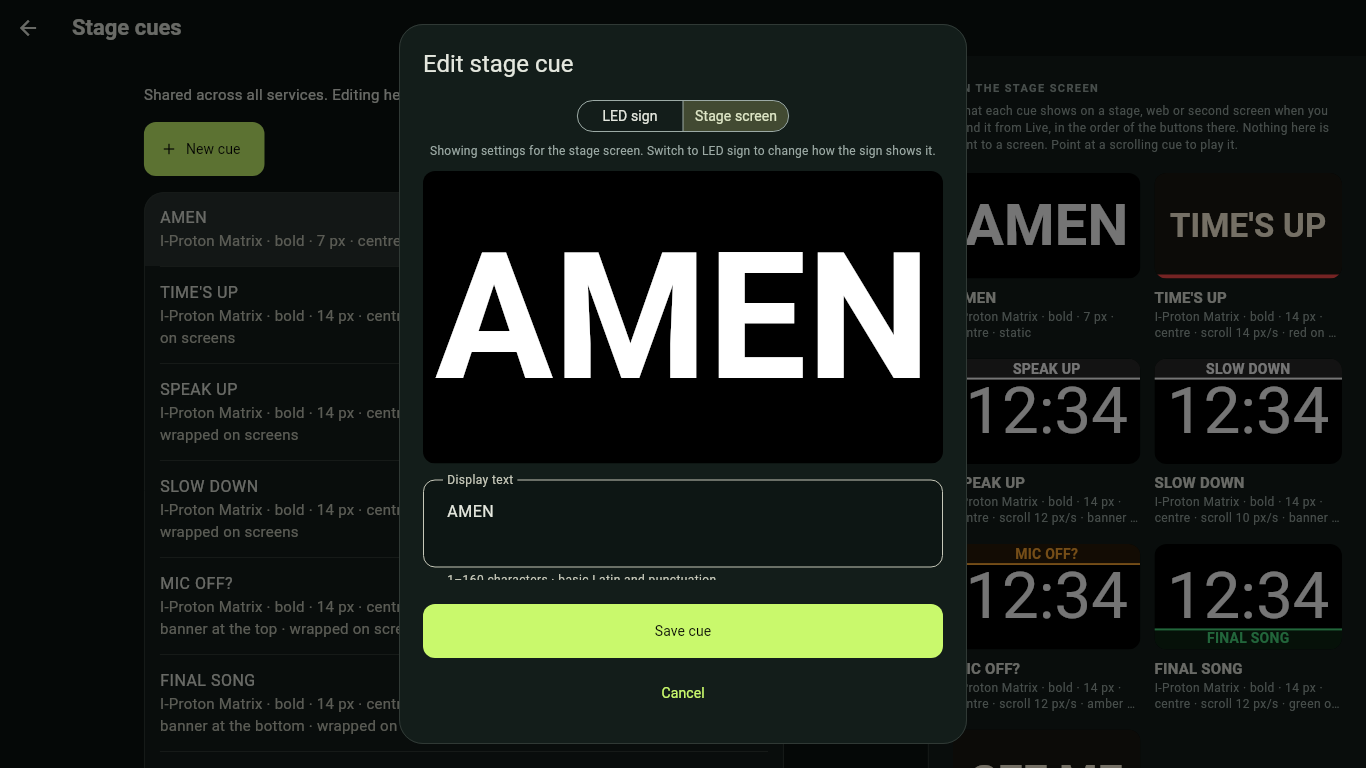 Stage cues
Shared across all services. Editing he
+ New cue
AMEN
I-Proton Matrix · bold · 7 px · centre
TIME'S UP
I-Proton Matrix · bold · 14 px · centr
on screens
SPEAK UP
I-Proton Matrix · bold · 14 px · centr
wrapped on screens
SLOW DOWN
I-Proton Matrix · bold · 14 px · centr
wrapped on screens
MIC OFF?
I-Proton Matrix · bold · 14 px · centr
banner at the top · wrapped on scre
FINAL SONG
I-Proton Matrix · bold · 14 px · centr
banner at the bottom · wrapped on
Edit stage cue
LED sign
Stage screen
Showing settings for the stage screen. Switch to LED sign to change how the sign shows it.
AMEN
Display text
AMEN
1–160 characters · basic Latin and punctuation
Save cue
Cancel
N THE STAGE SCREEN
hat each cue shows on a stage, web or second screen when you
nd it from Live, in the order of the buttons there. Nothing here is
nt to a screen. Point at a scrolling cue to play it.
AMEN
MEN
roton Matrix · bold · 7 px ·
ntre · static
TIME'S UP
TIME'S UP
I-Proton Matrix · bold · 14 px ·
centre · scroll 14 px/s · red on ...
SPEAK UP
12:34
PEAK UP
roton Matrix · bold · 14 px ·
ntre · scroll 12 px/s · banner ...
SLOW DOWN
12:34
SLOW DOWN
I-Proton Matrix · bold · 14 px ·
centre · scroll 10 px/s · banner ...
MIC OFF?
12:34
IC OFF?
roton Matrix · bold · 14 px ·
ntre · scroll 12 px/s · amber ...
12:34
FINAL SONG
FINAL SONG
I-Proton Matrix · bold · 14 px ·
centre · scroll 12 px/s · green o...